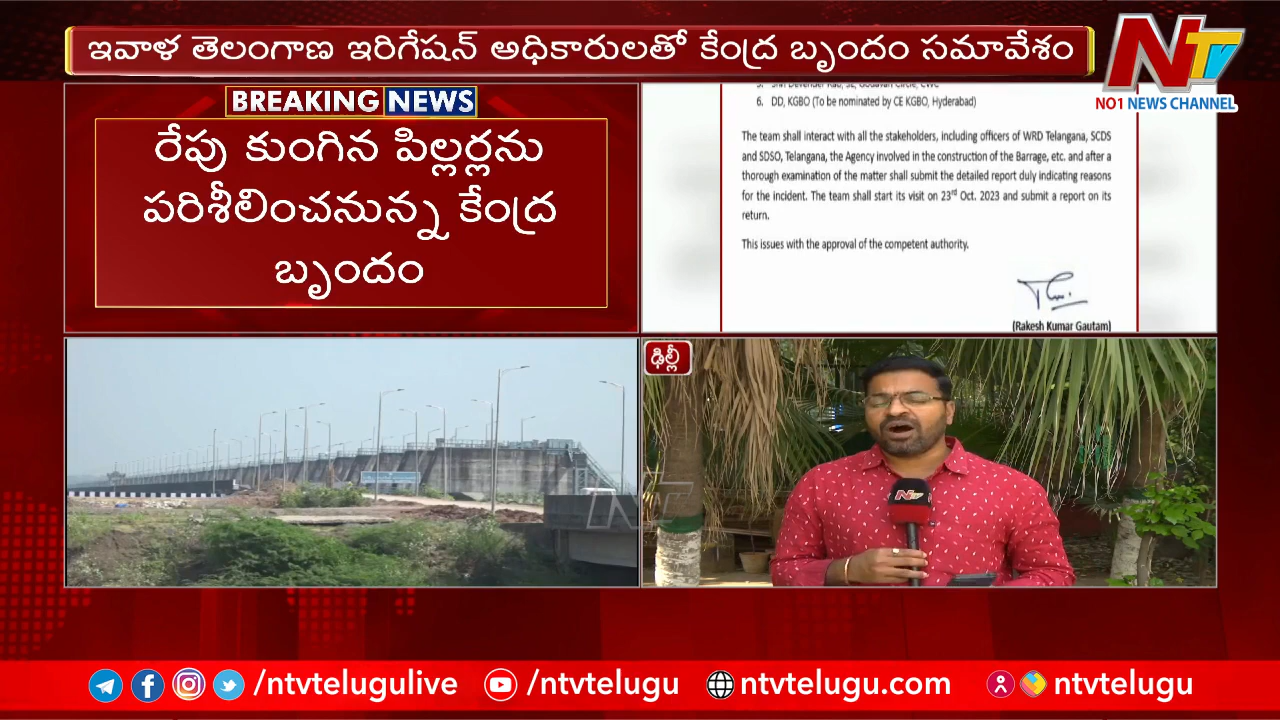 ఇవాళ తెలంగాణ ఇరిగేషన్ అధికారులతో కేంద్ర బృందం సమావేశం
NTV
NO1 NEWS CHANNEL
BREAKING NEWS
రేపు కుంగిన పిల్లర్లను
పరిశీలించనున్న కేంద్ర
బృందం
6. DD, KGBO (To be nominated by CE KGBO, Hyderabad)
The team shall interact with all the stakeholders, including officers of WRD Telangana, SCDS
and SDSO, Telangana, the Agency involved in the construction of the Barrage, etc. and after a
thorough examination of the matter shall submit the detailed report duly indicating reasons
for the incident. The team shall start its visit on 23rd Oct. 2023 and submit a report on its
return.
This issues with the approval of the competent authority.
(Rakesh Kumar Gautam)
ఢిల్లీ
NTV
/ntvtelugulive
/ntvtelugu
ntvtelugu.com
ntvtelugu